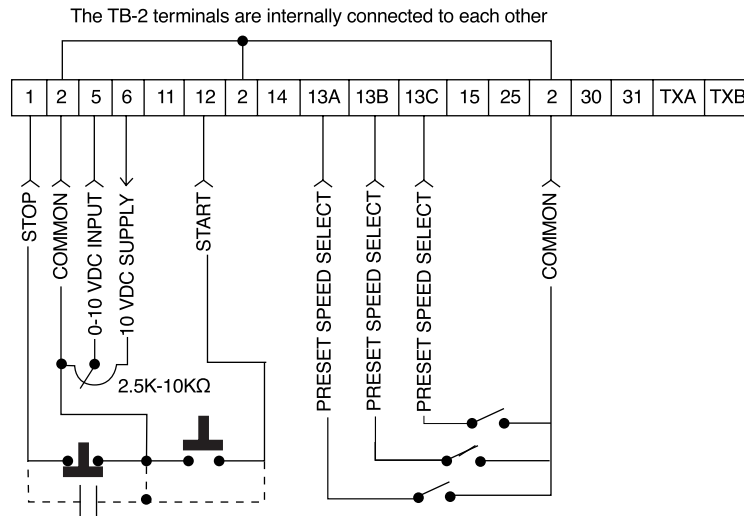 The TB-2 terminals are internally connected to each other
1 2 5 6 11 12 2 14 13A 13B 13C 15 25 2 30 31 TXA TXB
STOP
COMMON
0-10 VDC INPUT
10 VDC SUPPLY
START
PRESET SPEED SELECT
PRESET SPEED SELECT
PRESET SPEED SELECT
COMMON
2.5K-10KΩ